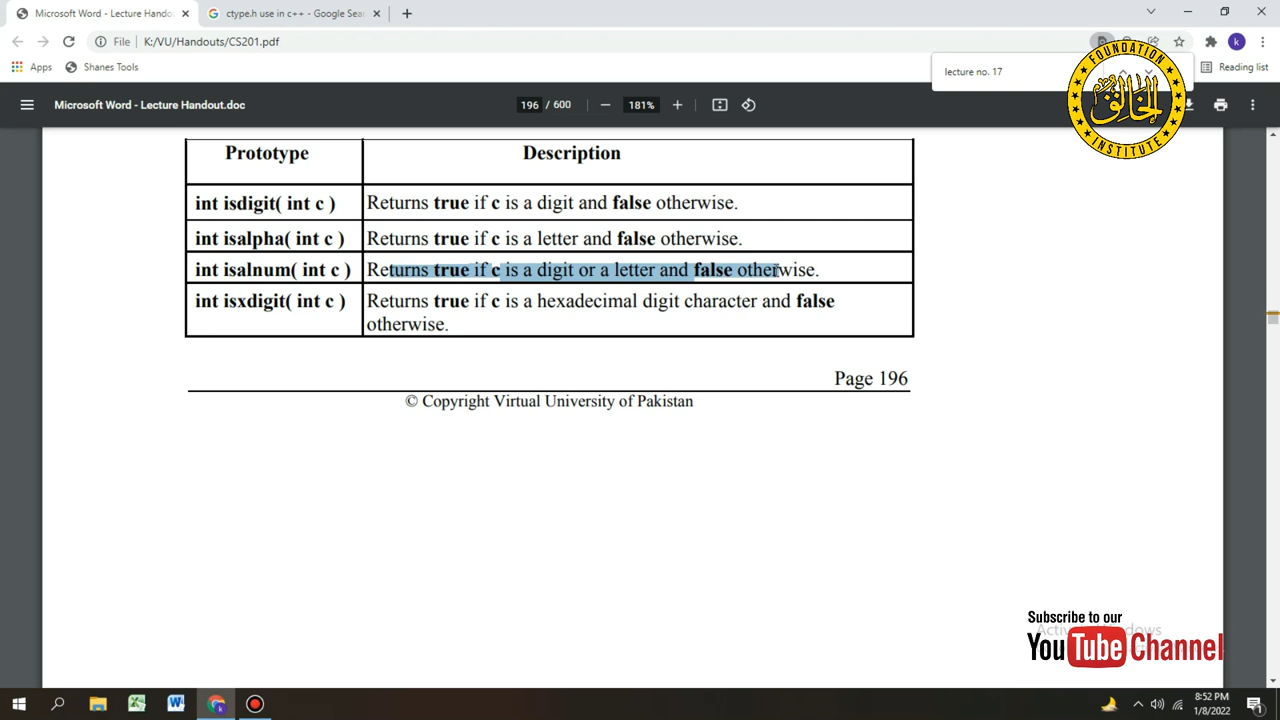 Microsoft Word - Lecture Hando
ctype.h use in c++ - Google Sea
File
K:/VU/Handouts/CS201.pdf
Apps
Shanes Tools
lecture no. 17
Reading list
Microsoft Word - Lecture Handout.doc
196 / 600
181%
FOUNDATION
الخالق
INSTITUTE
Prototype
Description
int isdigit( int c )
Returns true if c is a digit and false otherwise.
int isalpha( int c )
Returns true if c is a letter and false otherwise.
int isalnum( int c )
Returns true if c is a digit or a letter and false otherwise.
int isxdigit( int c )
Returns true if c is a hexadecimal digit character and false
otherwise.
Page 196
© Copyright Virtual University of Pakistan
Subscribe to our
YouTube Channel
8:52 PM
1/8/2022